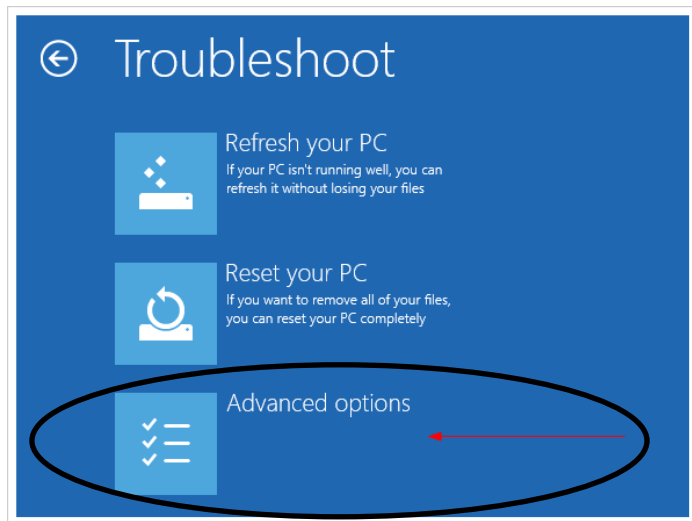 Troubleshoot
Refresh your PC
If your PC isn't running well, you can
refresh it without losing your files
Reset your PC
If you want to remove all of your files,
you can reset your PC completely
Advanced options